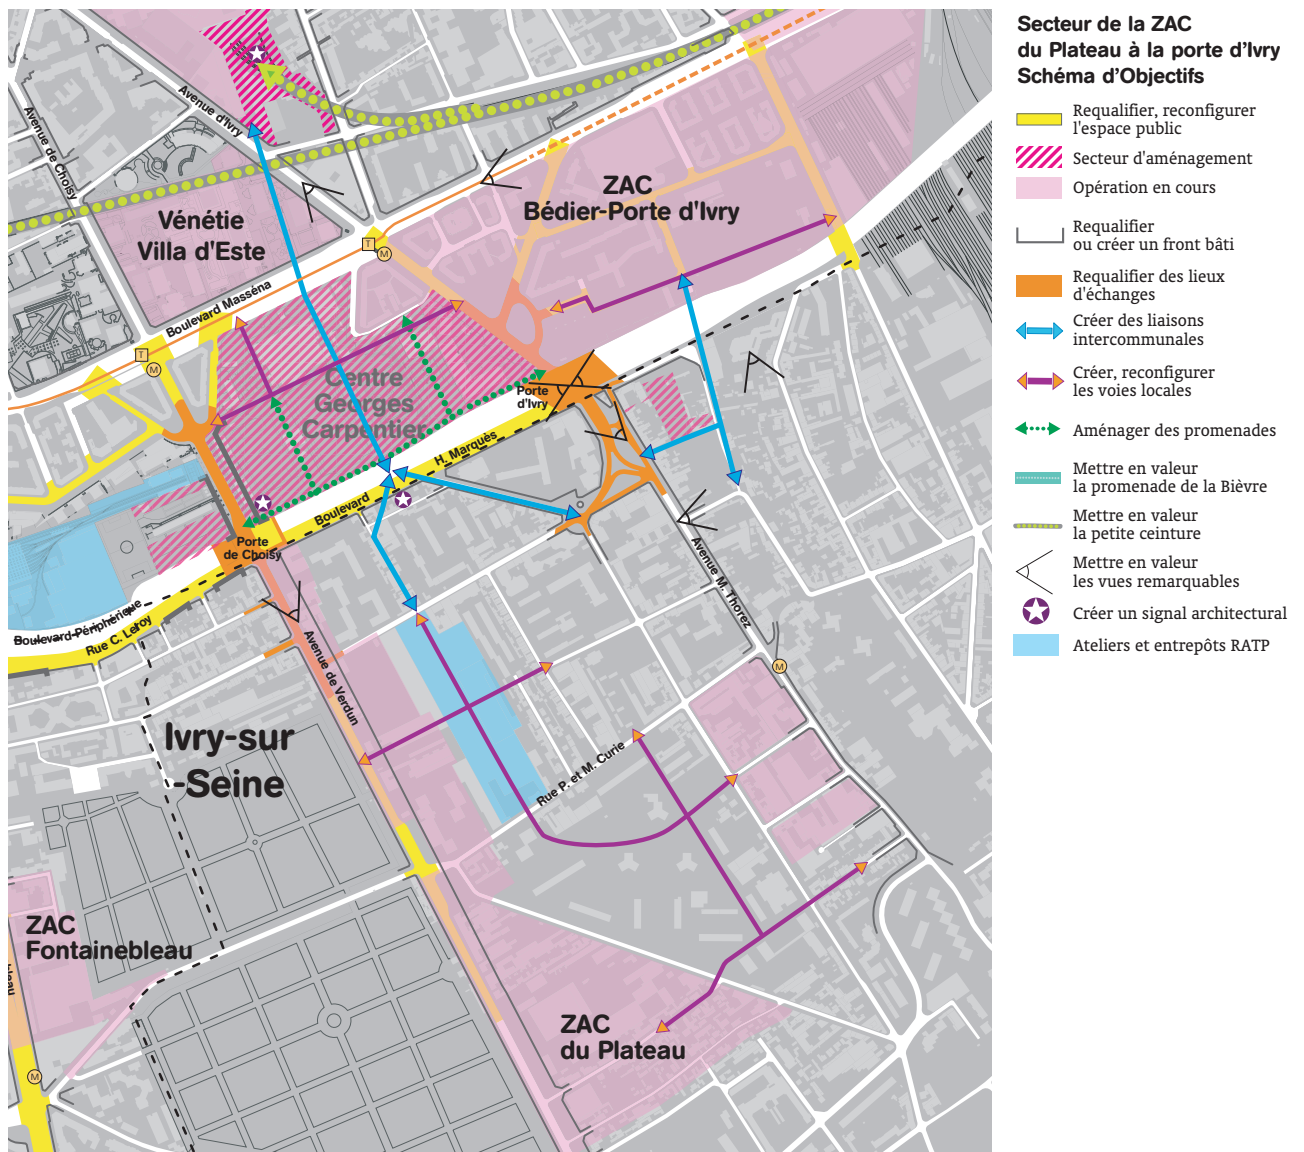 Secteur de la ZAC
du Plateau à la porte d'Ivry
Schéma d'Objectifs
Requalifier, reconfigurer
l'espace public
Secteur d'aménagement
Opération en cours
Requalifier
ou créer un front bâti
Requalifier des lieux
d'échanges
Créer des liaisons
intercommunales
Créer, reconfigurer
les voies locales
Aménager des promenades
Mettre en valeur
la promenade de la Bièvre
Mettre en valeur
la petite ceinture
Mettre en valeur
les vues remarquables
Créer un signal architectural
Ateliers et entrepôts RATP
Avenue d'Ivry
Avenue de Choisy
Vénétie
Villa d'Este
ZAC
Bédier-Porte d'Ivry
T
M
Boulevard Masséna
T
M
Centre
Georges
Carpentier
Porte
d'Ivry
H. Marquès
Boulevard
Porte
de Choisy
Boulevard Périphérique
Rue C. Leroy
Avenue M. Thorez
Avenue de Verdun
M
Ivry-sur
-Seine
Rue P. et M. Curie
ZAC
Fontainebleau
ZAC
du Plateau
M